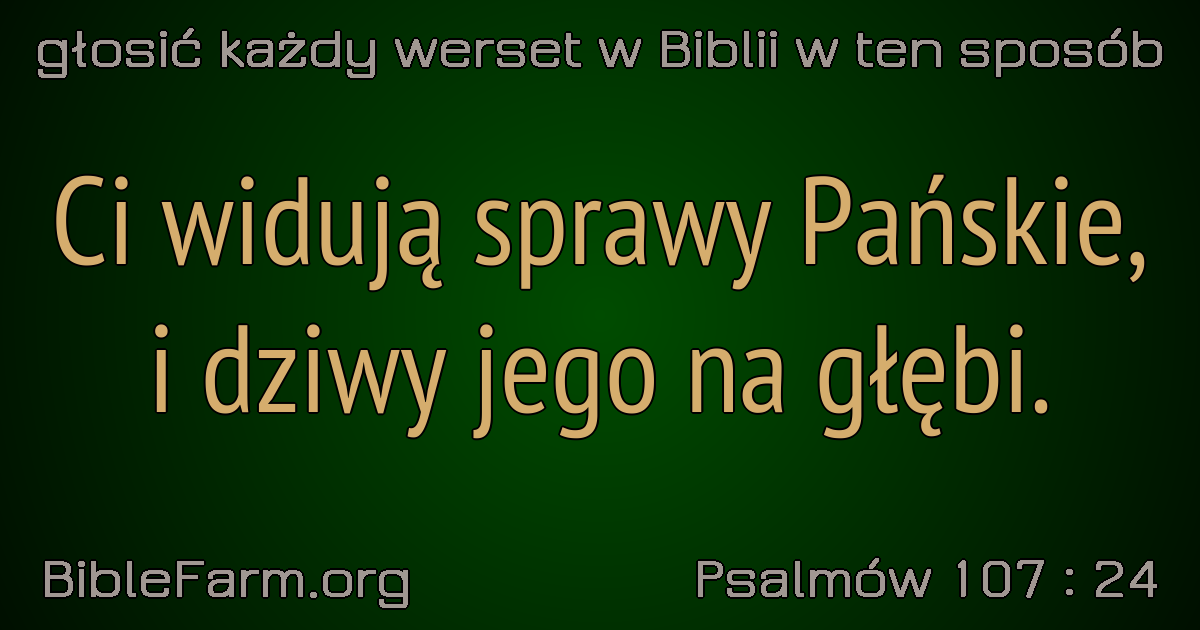 głosić każdy werset w Biblii w ten sposób
Ci widują sprawy Pańskie,
i dziwy jego na głębi.
BibleFarm.org
Psalmów 107 : 24